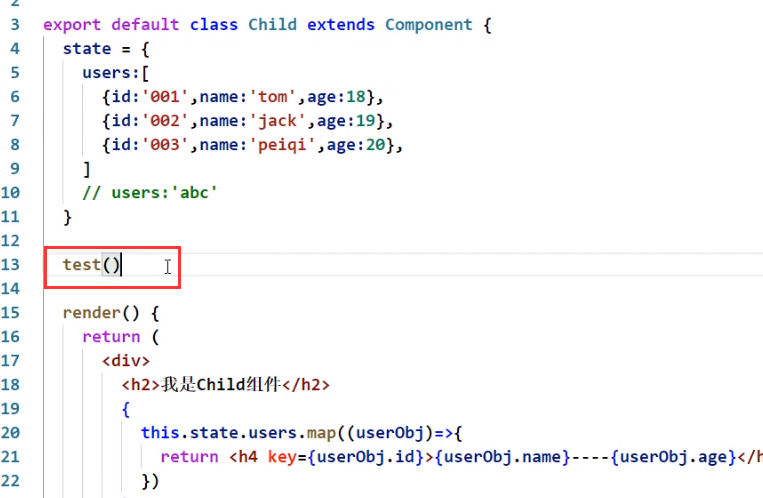 2
3 export default class Child extends Component {
4 state = {
5 users:[
6 {id:'001',name:'tom',age:18},
7 {id:'002',name:'jack',age:19},
8 {id:'003',name:'peiqi',age:20},
9 ]
10 // users:'abc'
11 }
12
13 test()
14
15 render() {
16 return (
17 <div>
18 <h2>我是Child组件</h2>
19 {
20 this.state.users.map((userObj)=>{
21 return <h4 key={userObj.id}>{userObj.name}----{userObj.age}</h
22 })